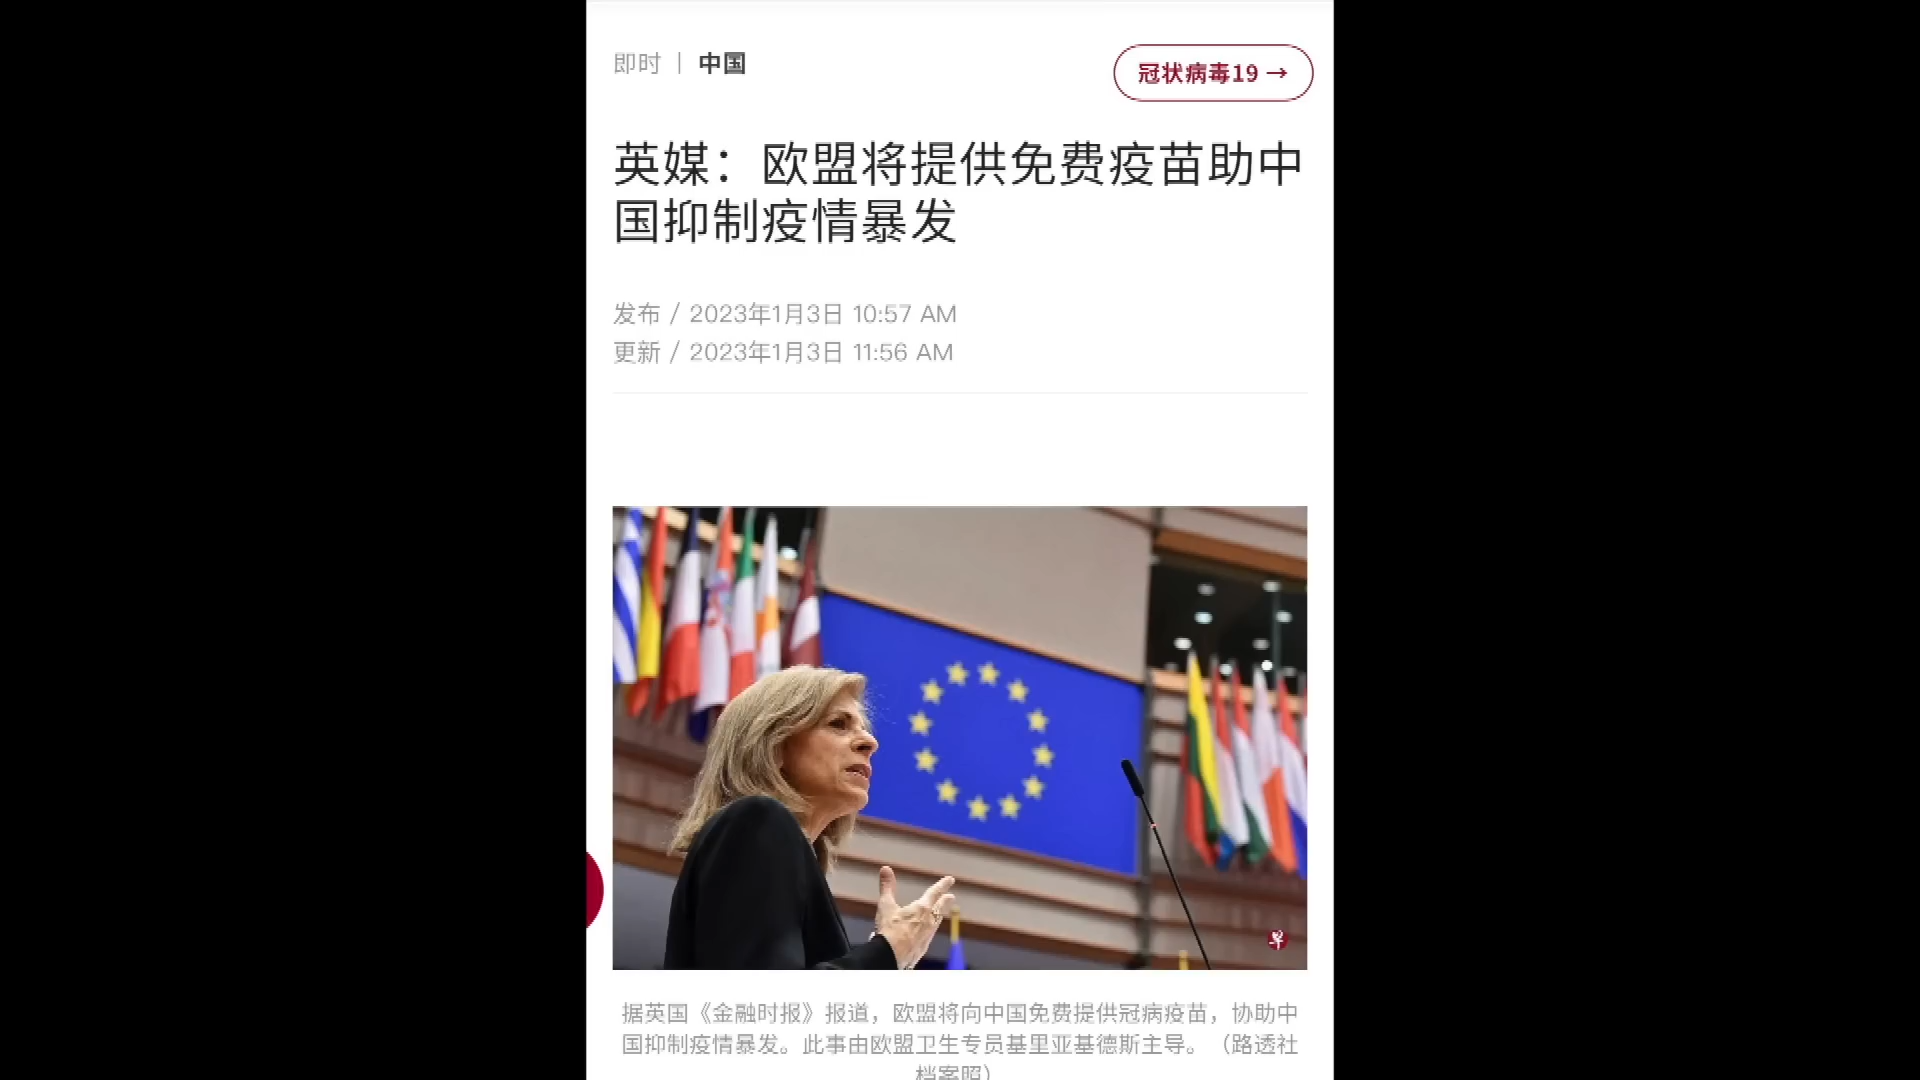 即时 | 中国
冠状病毒19 →
英媒：欧盟将提供免费疫苗助中
国抑制疫情暴发
发布 / 2023年1月3日 10:57 AM
更新 / 2023年1月3日 11:56 AM
早
据英国《金融时报》报道，欧盟将向中国免费提供冠病疫苗，协助中
国抑制疫情暴发。此事由欧盟卫生专员基里亚基德斯主导。（路透社
档案照）